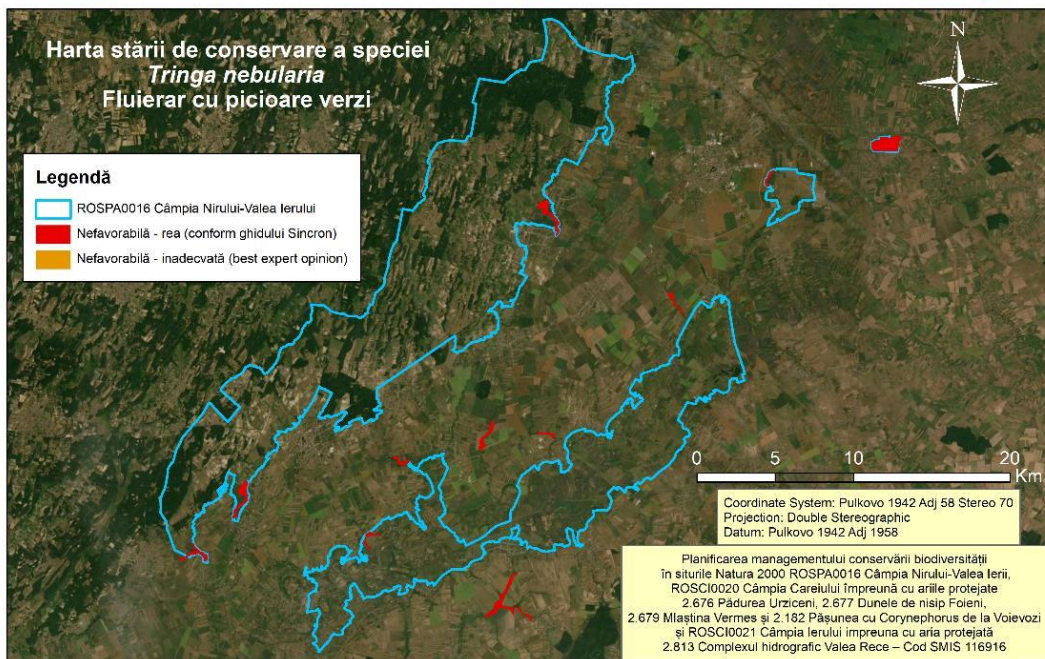 Harta stării de conservare a speciei
Tringa nebularia
Fluierar cu picioare verzi
N
Legendă
ROSPA0016 Câmpia Nirului-Valea Ierului
Nefavorabilă - rea (conform ghidului Sincron)
Nefavorabilă - inadecvată (best expert opinion)
0 5 10 20
Km
Coordinate System: Pulkovo 1942 Adj 58 Stereo 70
Projection: Double Stereographic
Datum: Pulkovo 1942 Adj 1958
Planificarea managementului conservării biodiversității
în siturile Natura 2000 ROSPA0016 Câmpia Nirului-Valea Ierii,
ROSCI0020 Câmpia Careiului împreună cu ariile protejate
2.676 Pădurea Urziceni, 2.677 Dunele de nisip Foieni,
2.679 Mlaștina Vermes și 2.182 Pășunea cu Corynephorus de la Voievozi
și ROSCI0021 Câmpia Ierului impreuna cu aria protejată
2.813 Complexul hidrografic Valea Rece – Cod SMIS 116916